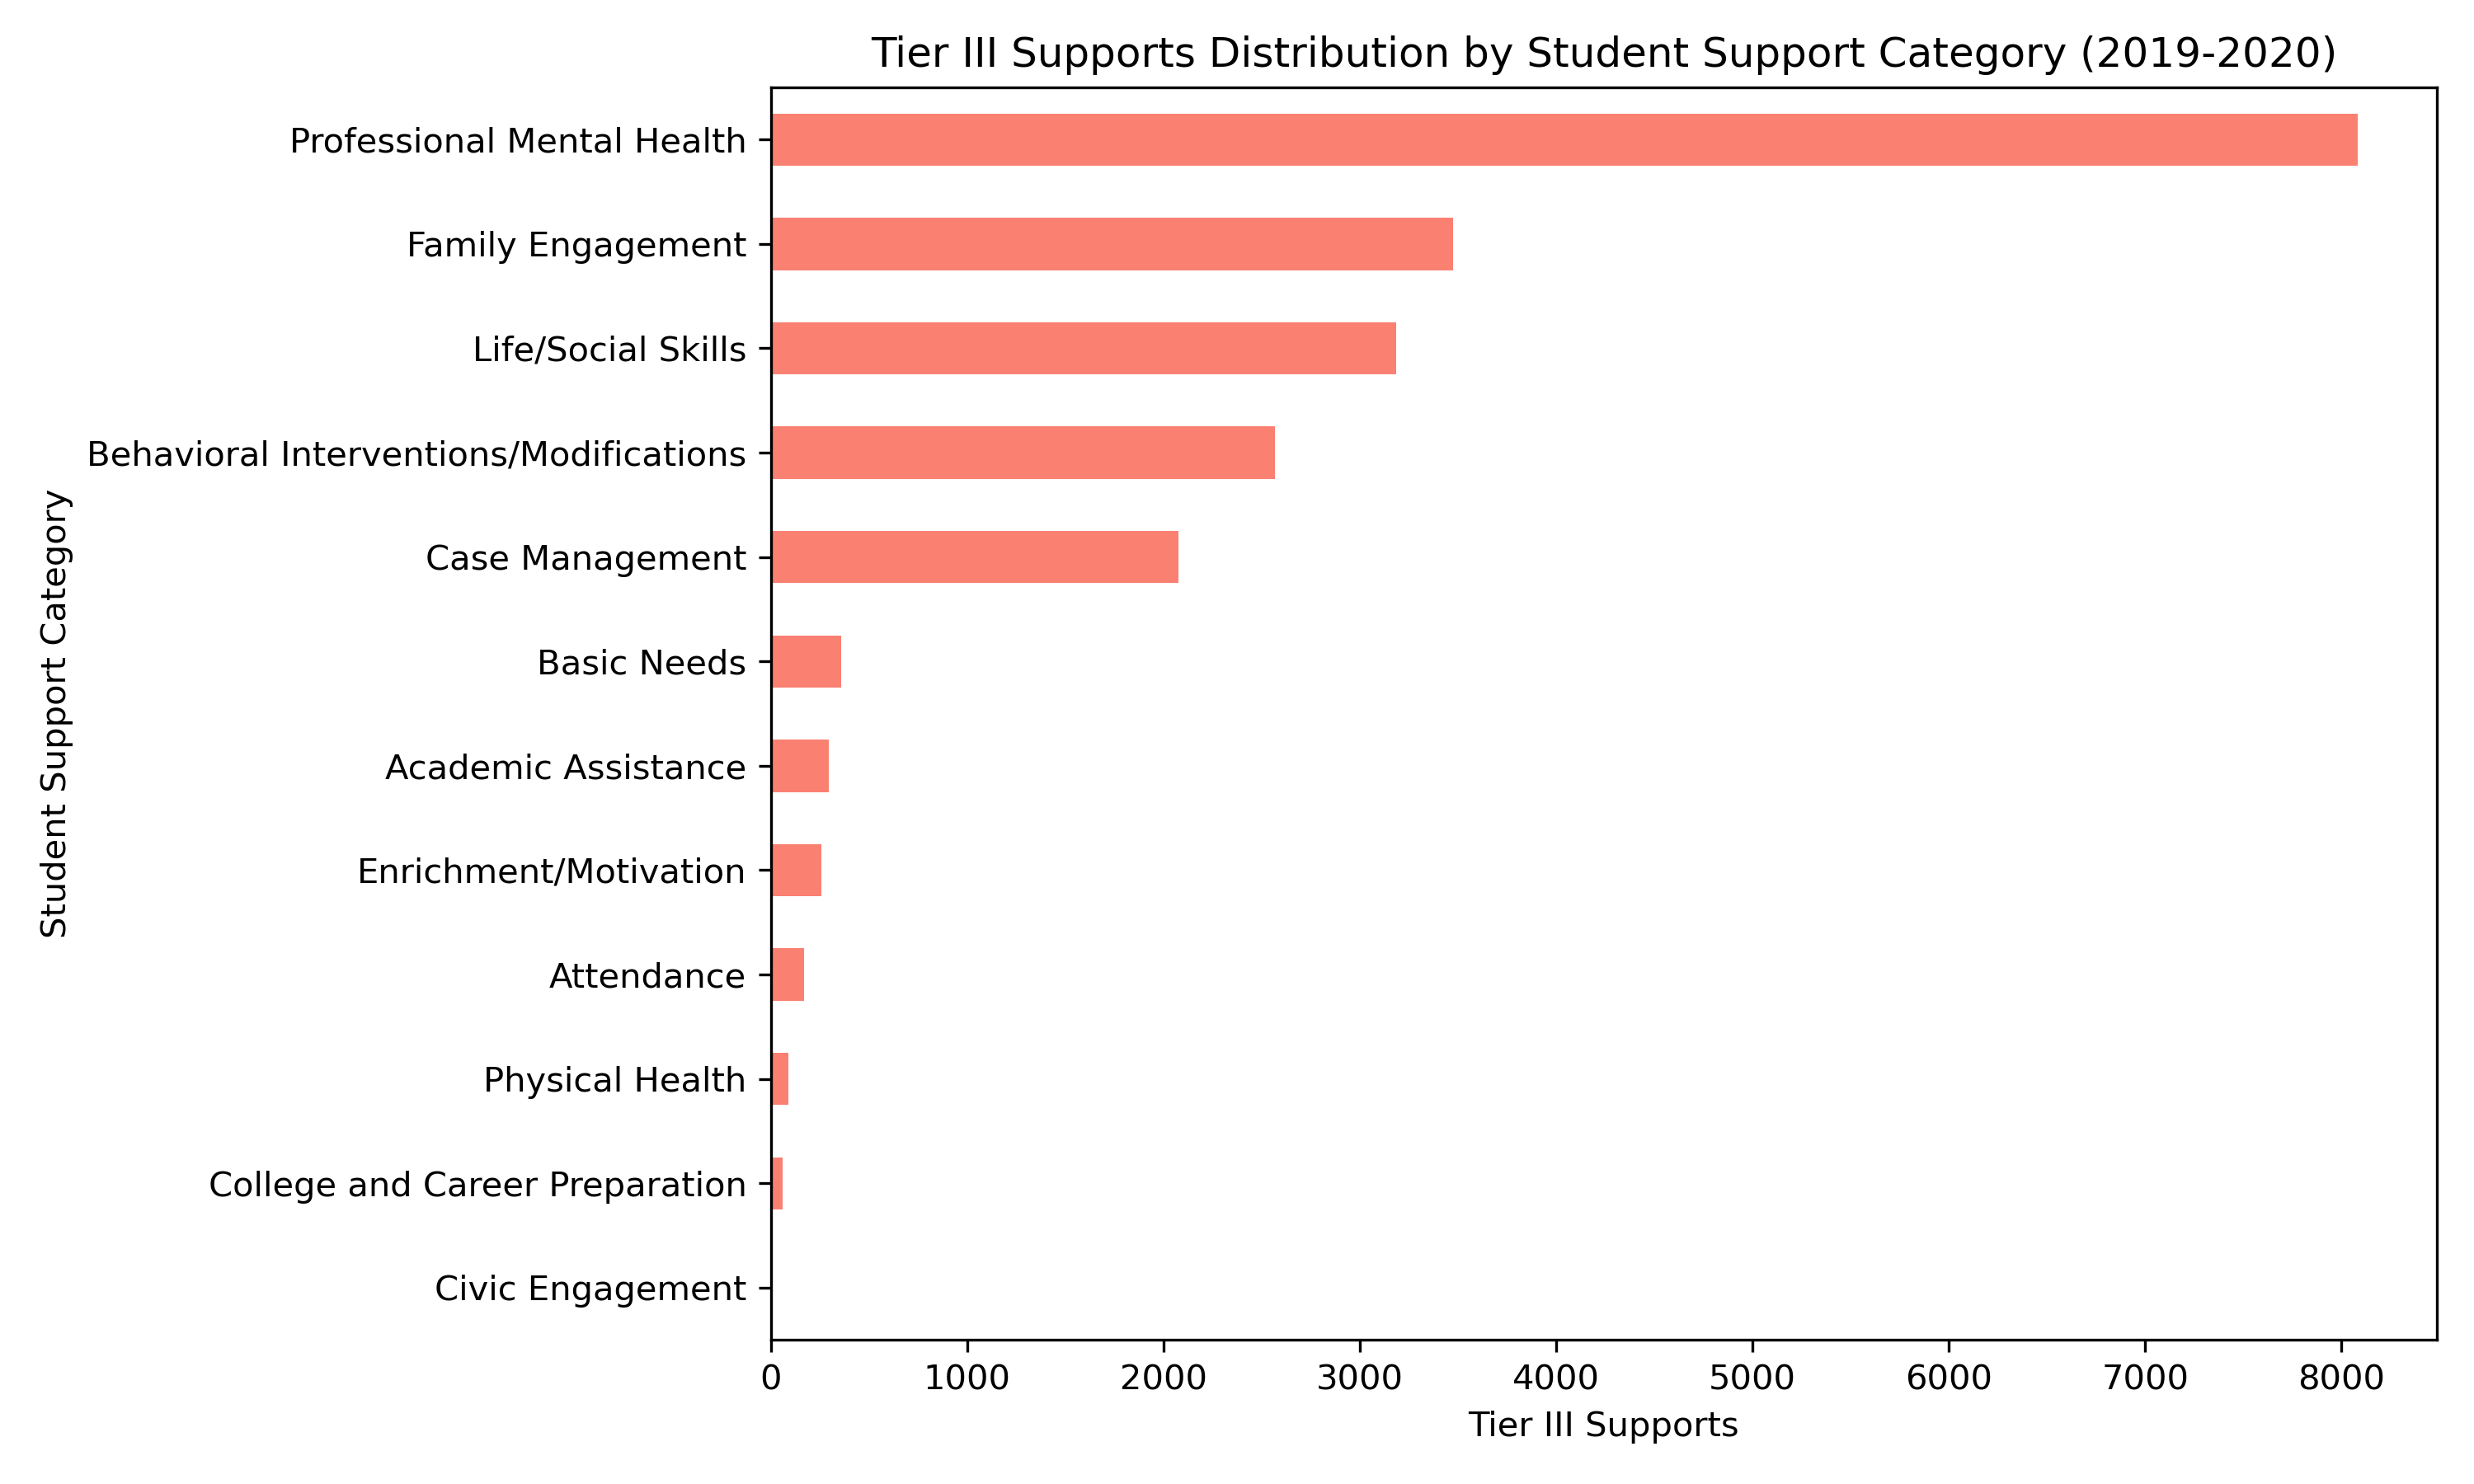 Tier III Supports Distribution by Student Support Category (2019-2020)
Student Support Category
Professional Mental Health
Family Engagement
Life/Social Skills
Behavioral Interventions/Modifications
Case Management
Basic Needs
Academic Assistance
Enrichment/Motivation
Attendance
Physical Health
College and Career Preparation
Civic Engagement
0 1000 2000 3000 4000 5000 6000 7000 8000
Tier III Supports